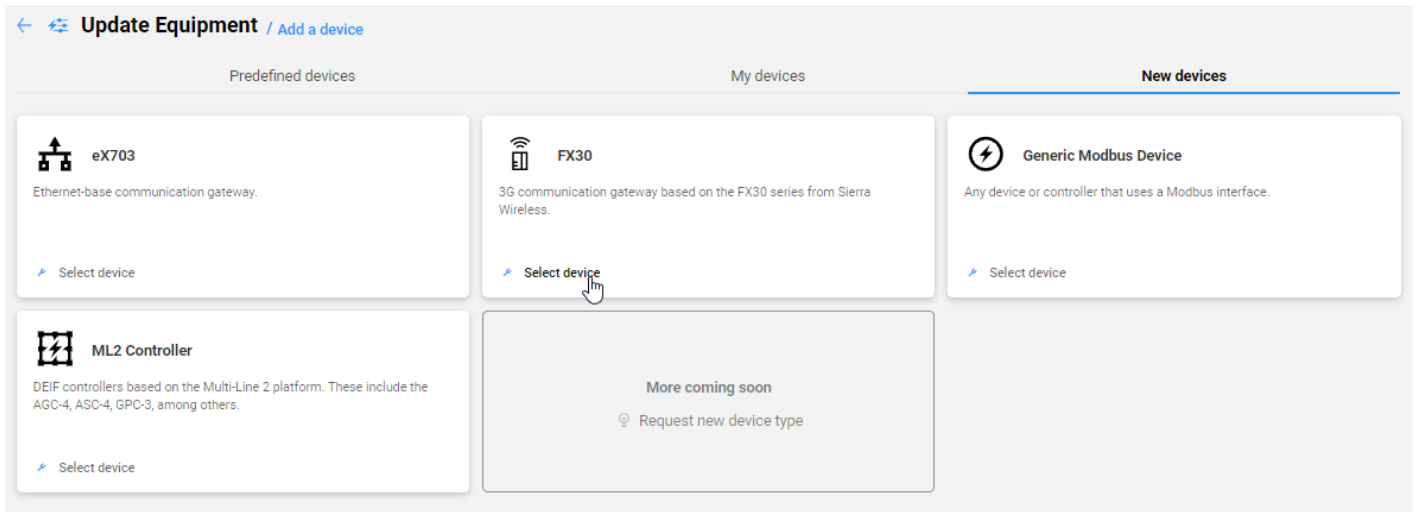 Update Equipment / Add a device
Predefined devices
My devices
New devices
eX703
Ethernet-base communication gateway.
Select device
FX30
3G communication gateway based on the FX30 series from Sierra
Wireless.
Select device
Generic Modbus Device
Any device or controller that uses a Modbus interface.
Select device
ML2 Controller
DEIF controllers based on the Multi-Line 2 platform. These include the
AGC-4, ASC-4, GPC-3, among others.
Select device
More coming soon
Request new device type